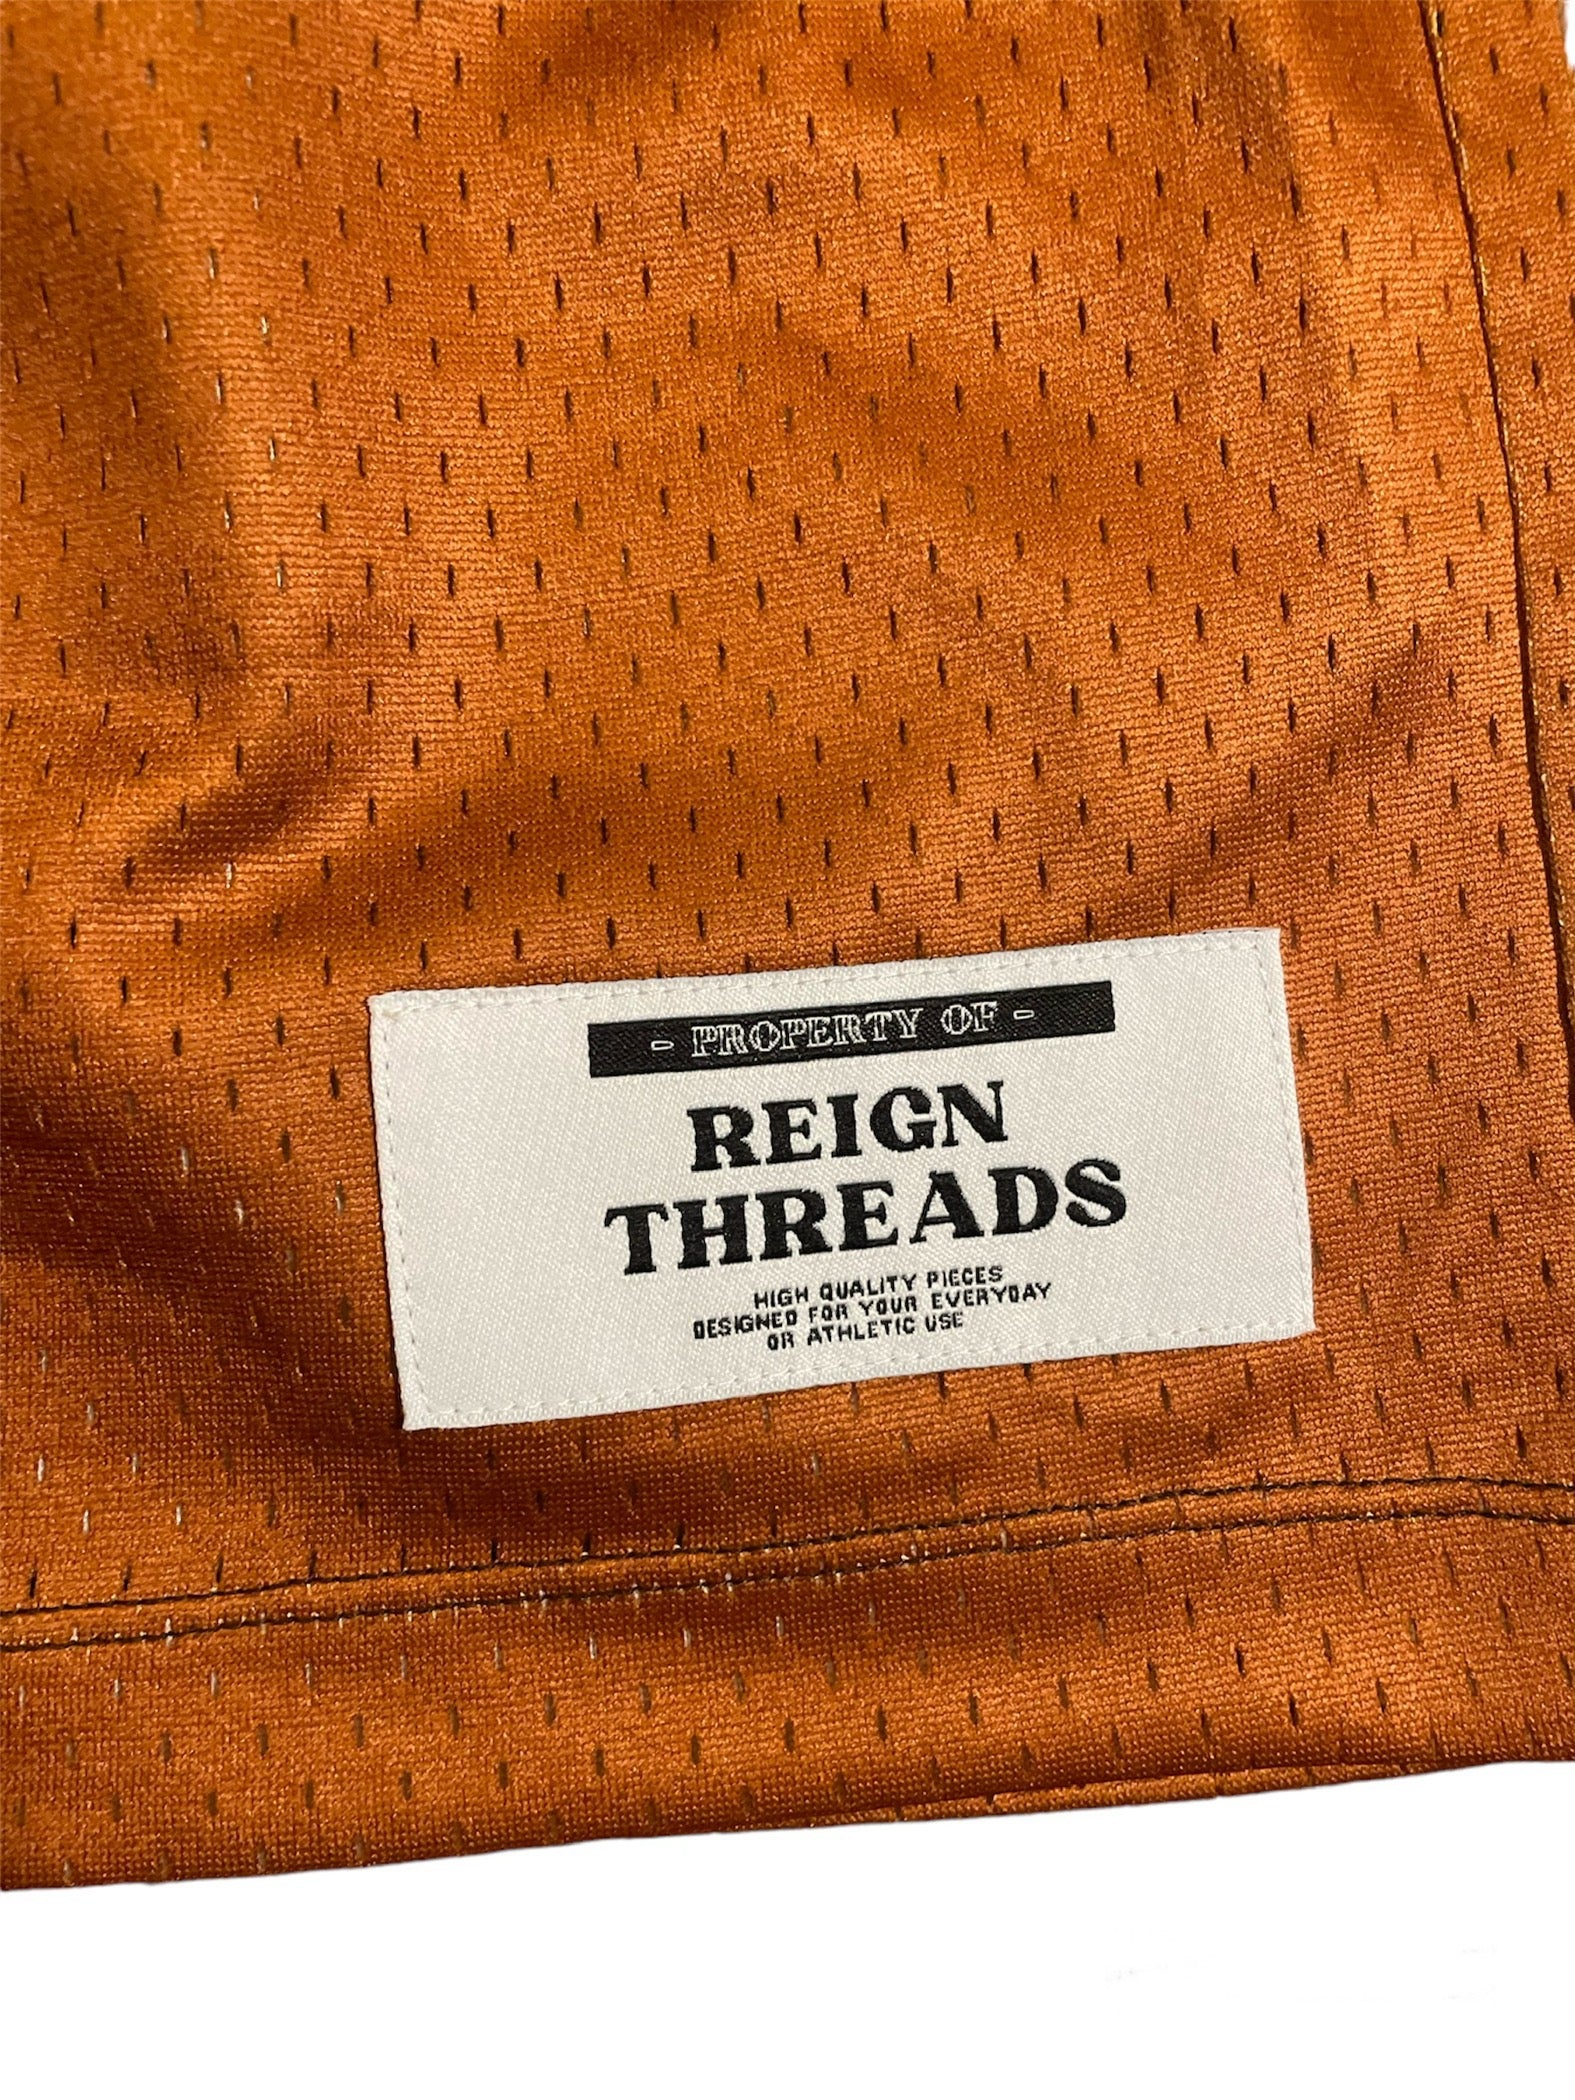 - PROPERTY OF -
REIGN
THREADS
HIGH QUALITY PIECES
DESIGNED FOR YOUR EVERYDAY
OR ATHLETIC USE